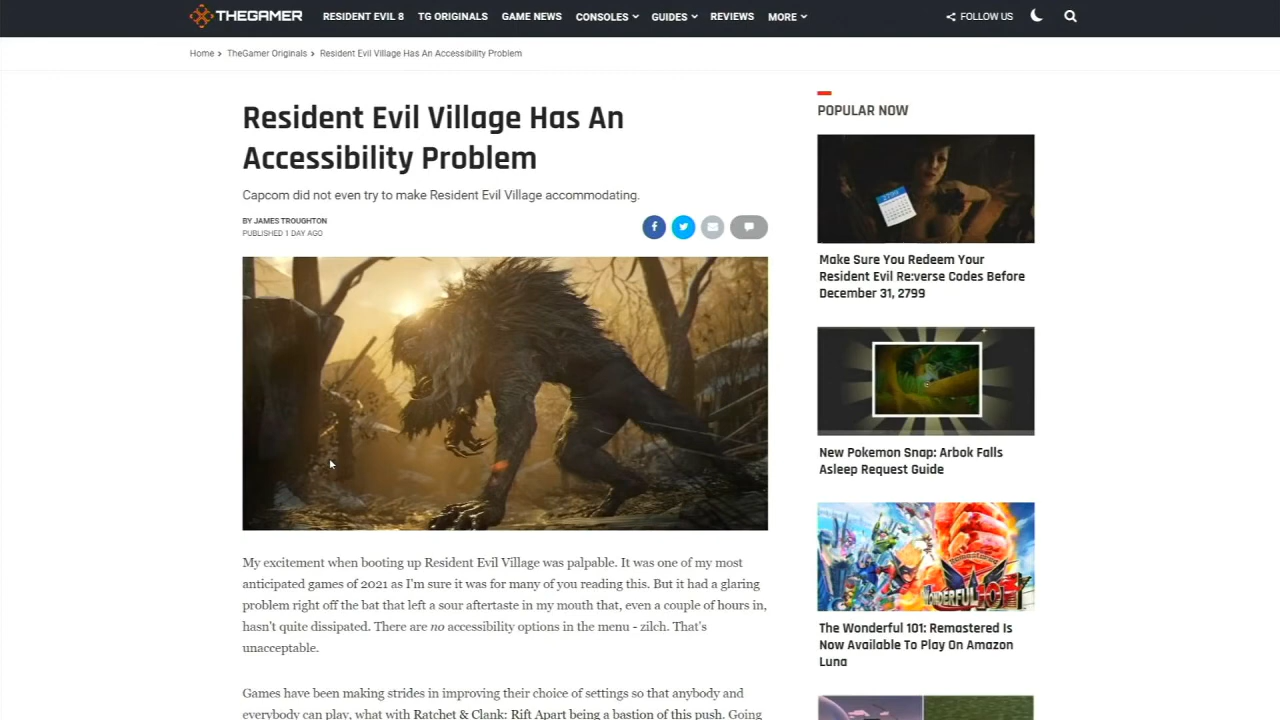 THEGAMER
RESIDENT EVIL 8
TG ORIGINALS
GAME NEWS
CONSOLES
GUIDES
REVIEWS
MORE
FOLLOW US
Home
TheGamer Originals
Resident Evil Village Has An Accessibility Problem
Resident Evil Village Has An
Accessibility Problem
Capcom did not even try to make Resident Evil Village accommodating.
BY JAMES TROUGHTON
PUBLISHED 1 DAY AGO
My excitement when booting up Resident Evil Village was palpable. It was one of my most
anticipated games of 2021 as I'm sure it was for many of you reading this. But it had a glaring
problem right off the bat that left a sour aftertaste in my mouth that, even a couple of hours in,
hasn't quite dissipated. There are no accessibility options in the menu - zilch. That's
unacceptable.
Games have been making strides in improving their choice of settings so that anybody and
everybody can play, what with Ratchet & Clank: Rift Apart being a bastion of this push. Going
POPULAR NOW
2799
Make Sure You Redeem Your
Resident Evil Re:verse Codes Before
December 31, 2799
New Pokemon Snap: Arbok Falls
Asleep Request Guide
WONDERFUL 101
The Wonderful 101: Remastered Is
Now Available To Play On Amazon
Luna